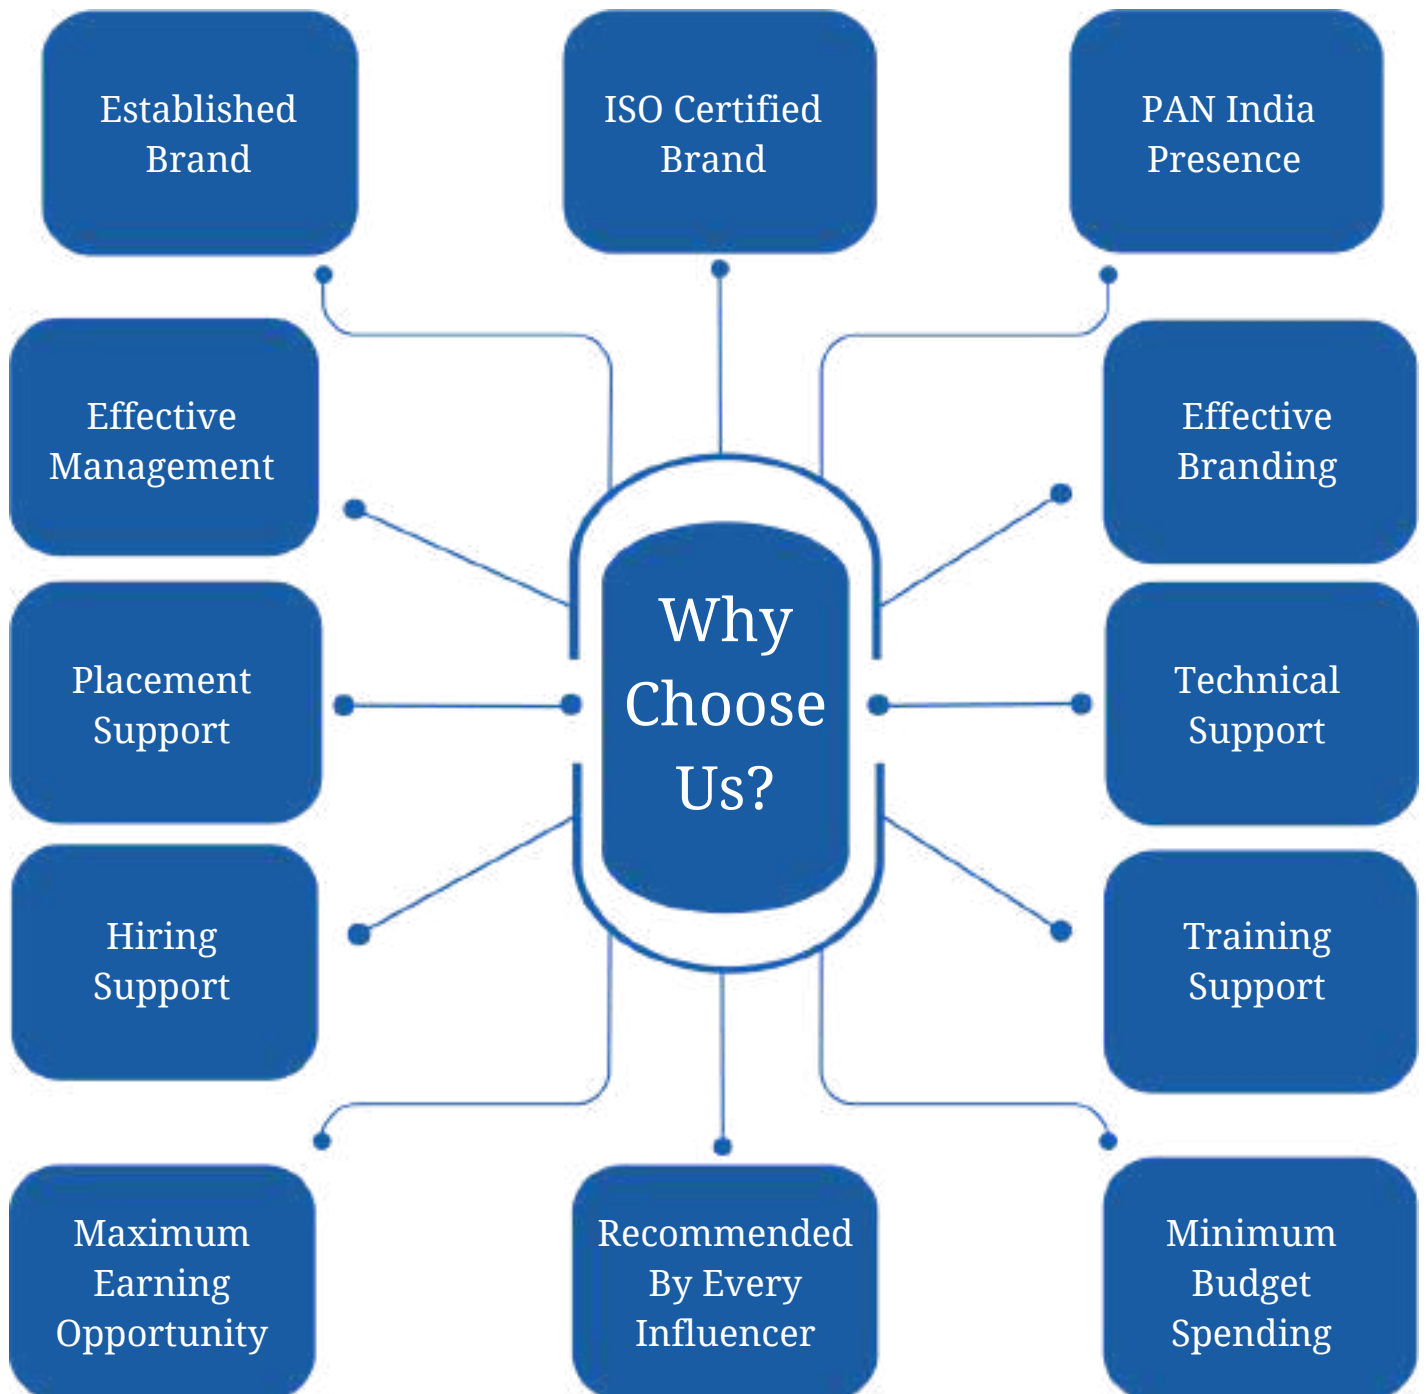 Established
Brand
ISO Certified
Brand
PAN India
Presence
Effective
Management
Effective
Branding
Why
Choose
Us?
Placement
Support
Technical
Support
Hiring
Support
Training
Support
Maximum
Earning
Opportunity
Recommended
By Every
Influencer
Minimum
Budget
Spending